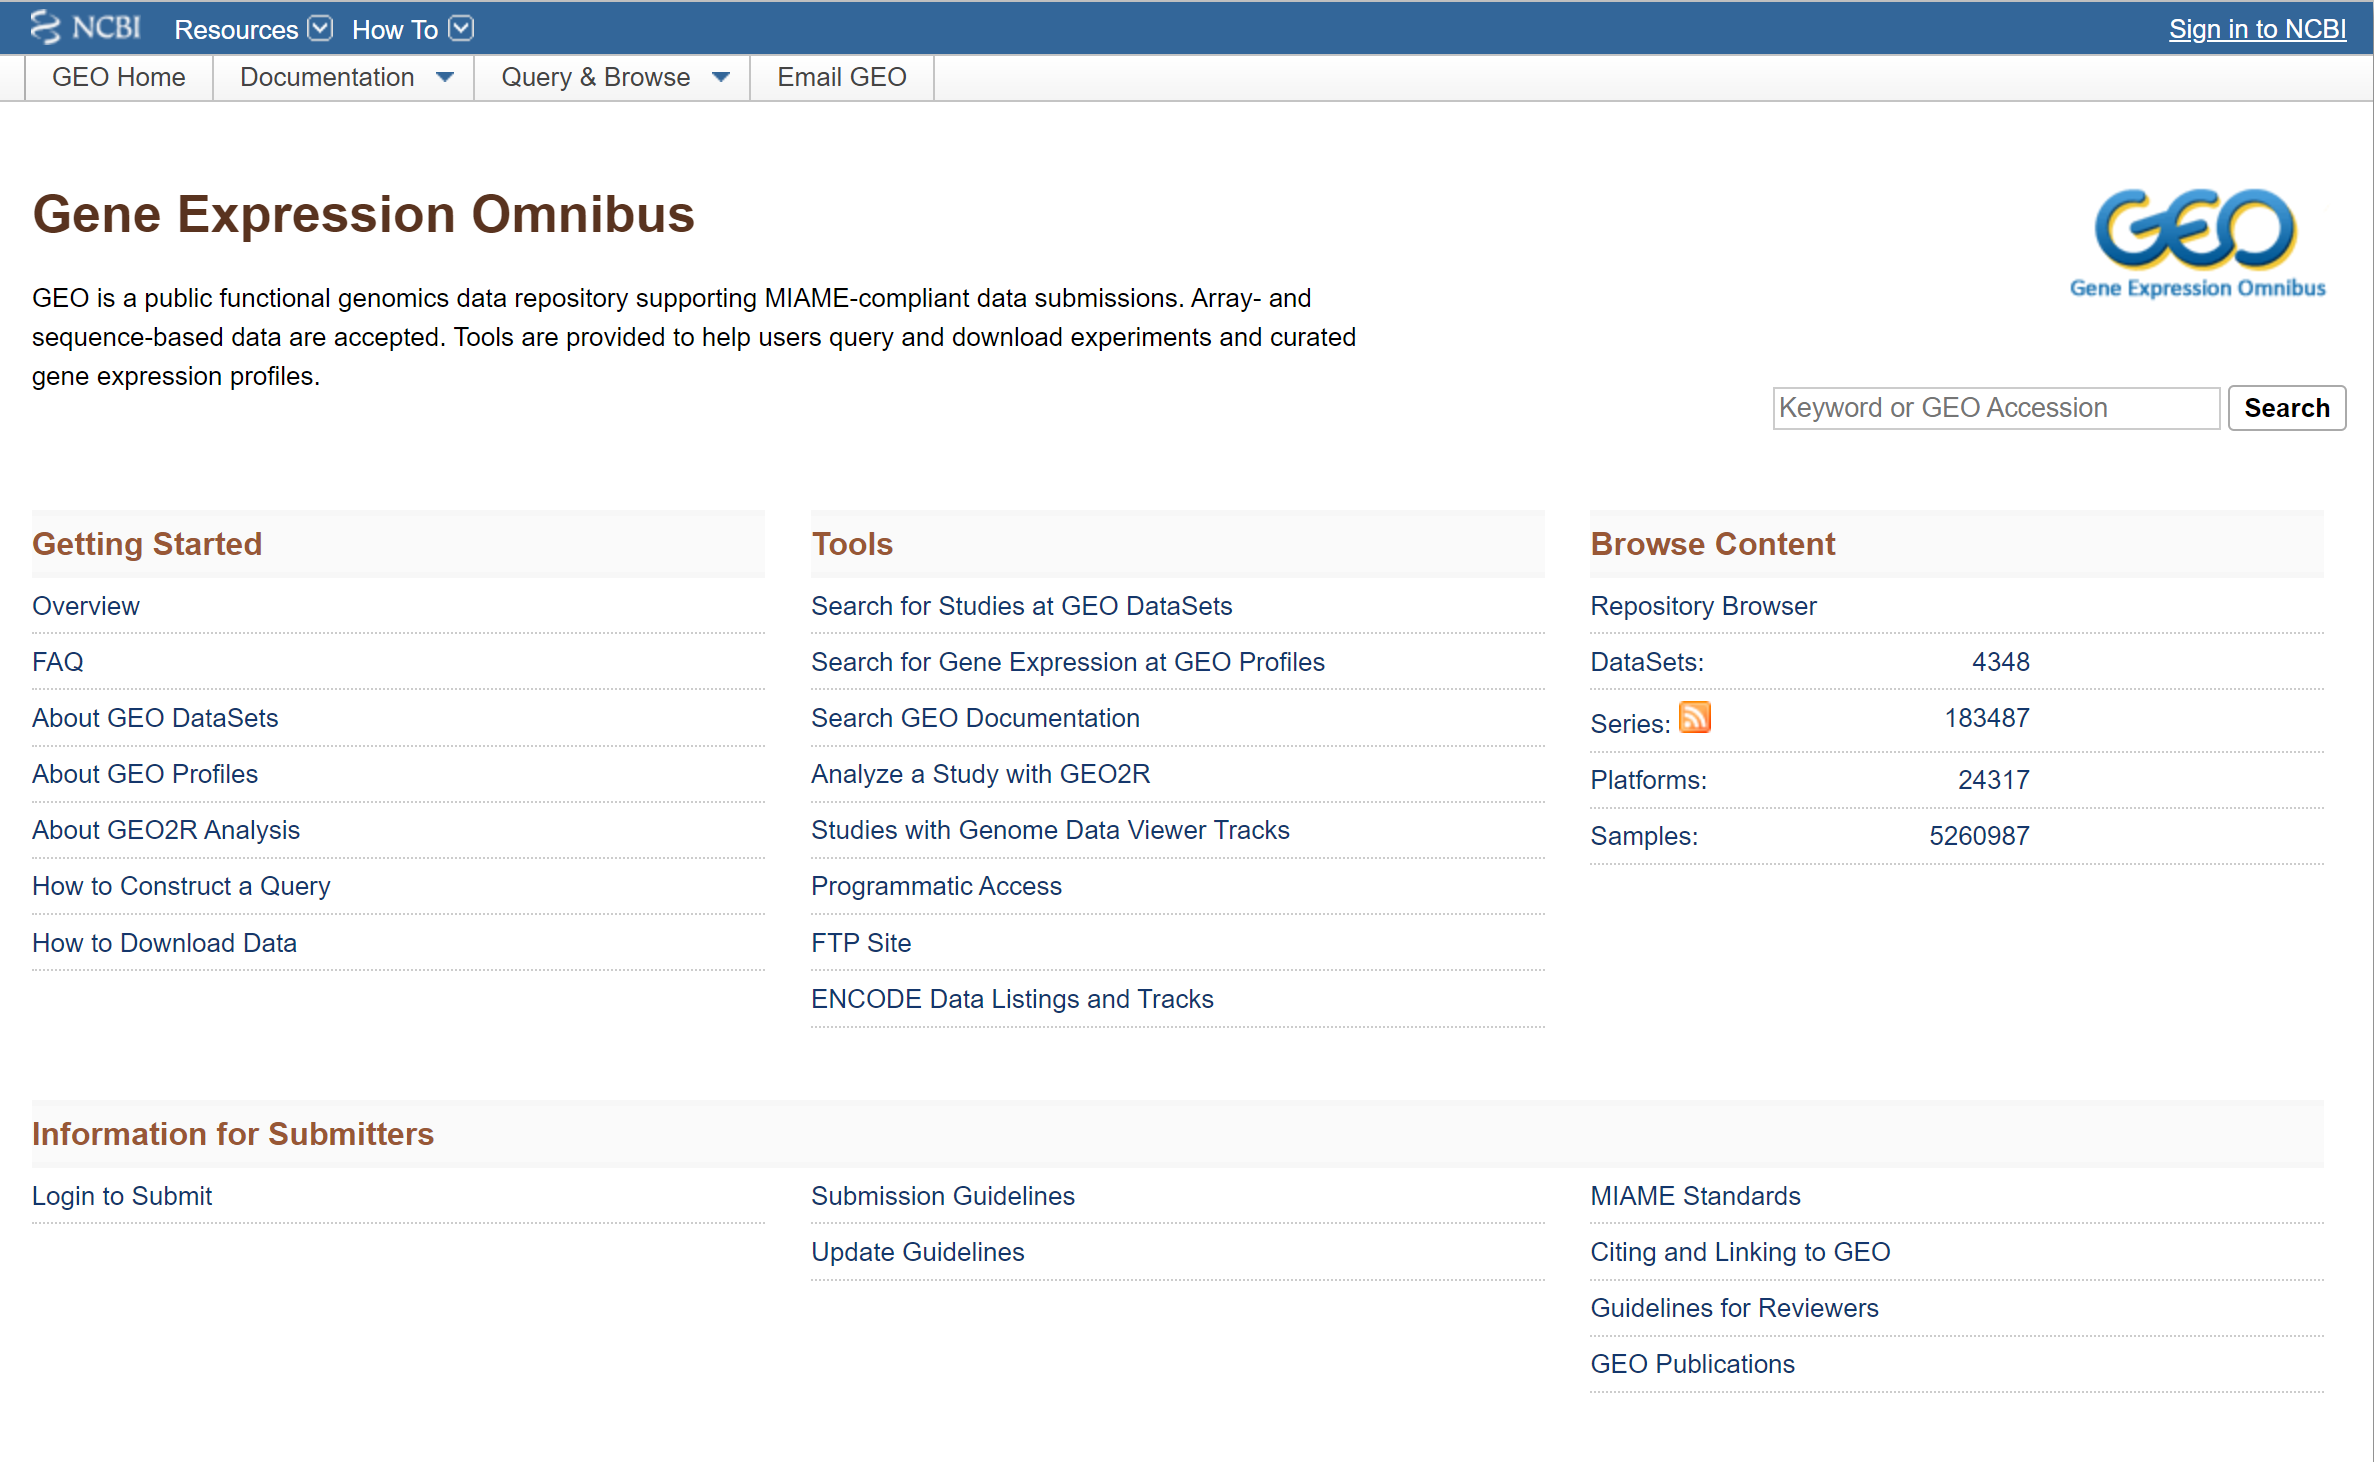 NCBI Resources How To Sign in to NCBI
GEO Home Documentation Query & Browse Email GEO
Gene Expression Omnibus
GEO is a public functional genomics data repository supporting MIAME-compliant data submissions. Array- and
sequence-based data are accepted. Tools are provided to help users query and download experiments and curated
gene expression profiles.
GEO
Gene Expression Omnibus
Keyword or GEO Accession Search
Getting Started
Overview
FAQ
About GEO DataSets
About GEO Profiles
About GEO2R Analysis
How to Construct a Query
How to Download Data
Tools
Search for Studies at GEO DataSets
Search for Gene Expression at GEO Profiles
Search GEO Documentation
Analyze a Study with GEO2R
Studies with Genome Data Viewer Tracks
Programmatic Access
FTP Site
ENCODE Data Listings and Tracks
Browse Content
Repository Browser
DataSets: 4348
Series: 183487
Platforms: 24317
Samples: 5260987
Information for Submitters
Login to Submit
Submission Guidelines
Update Guidelines
MIAME Standards
Citing and Linking to GEO
Guidelines for Reviewers
GEO Publications